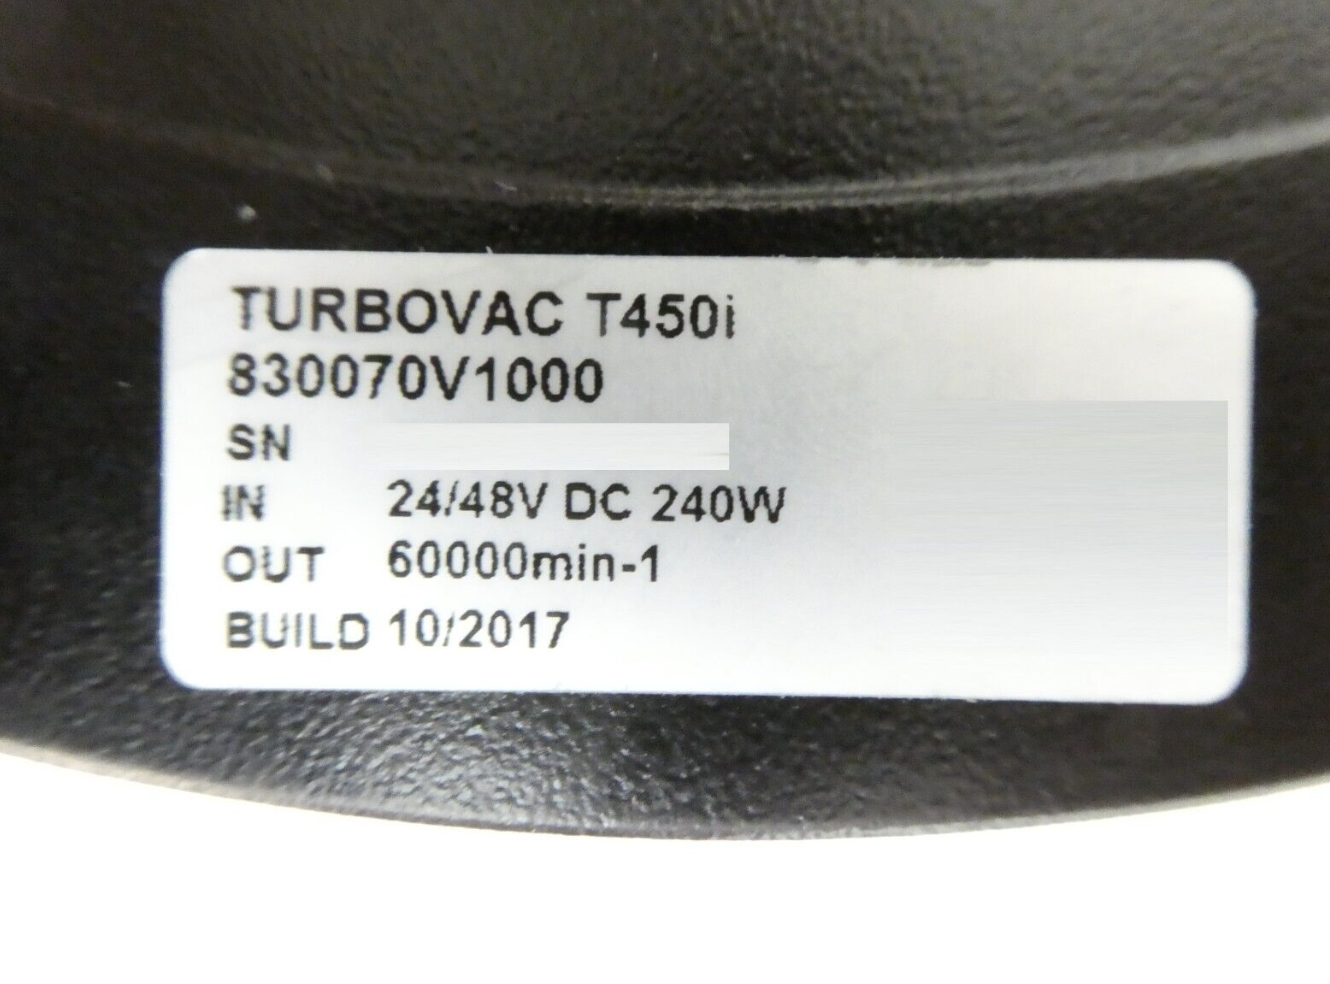 TURBOVAC T450i
830070V1000
SN
IN 24/48V DC 240W
OUT 60000min-1
BUILD 10/2017